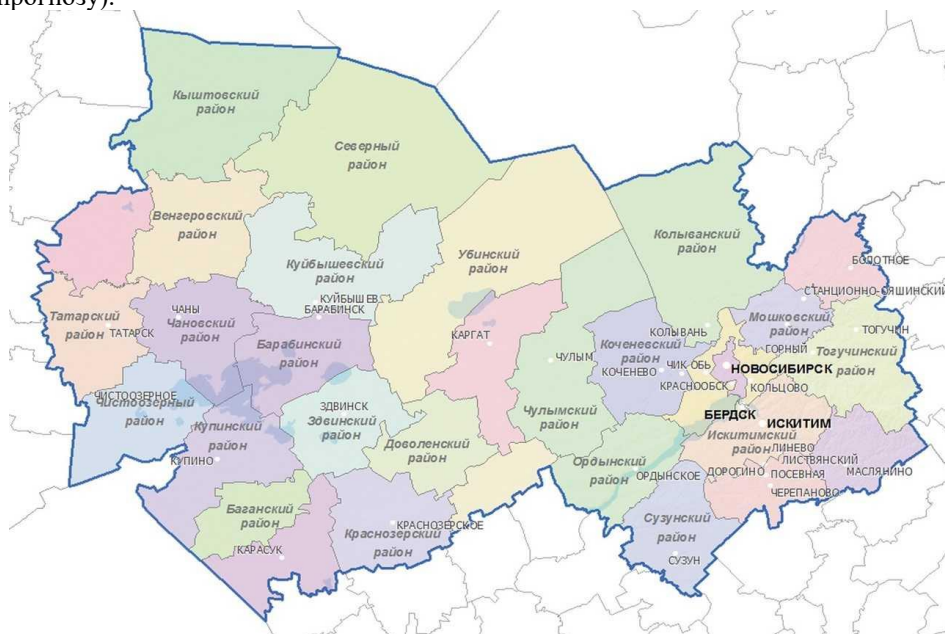 прогнозу).
Кыштовский
район
Северный
район
Венгеровский
район
Колыванский
район
Убинский
район
Куйбышевский
район
БОЛОТНОЕ
КУЙБЫШЕВ
БАРАБИНСК
СТАНЦИОННО-ОЯШИНСКИЙ
Татарский
район
ТАТАРСК
ЧАНЫ
Чановский
район
Мошковский
район
КАРГАТ
КОЛЫВАНЬ
ТОГУЧИН
Барабинский
район
Коченевский
район
ГОРНЫЙ
Тогучинский
район
ЧУЛЫМ
КОЧЕНЕВО
ЧИК
ОБЬ
НОВОСИБИРСК
КРАСНООБСК
КОЛЬЦОВО
ЧИСТООЗЕРНОЕ
Чистоозерный
район
ЗДВИНСК
Здвинский
район
Чулымский
район
БЕРДСК
ИСКИТИМ
Купинский
район
Доволенский
район
Искитимский
район
ЛИНЕВО
ЛИСТВЯНСКИЙ
КУПИНО
Ордынский
район
ОРДЫНСКОЕ
ДОРОГИНО
ПОСЕВНАЯ
МАСЛЯНИНО
ЧЕРЕПАНОВО
Баганский
район
КРАСНОЗЕРСКОЕ
Краснозерский
район
Сузунский
район
КАРАСУК
СУЗУН